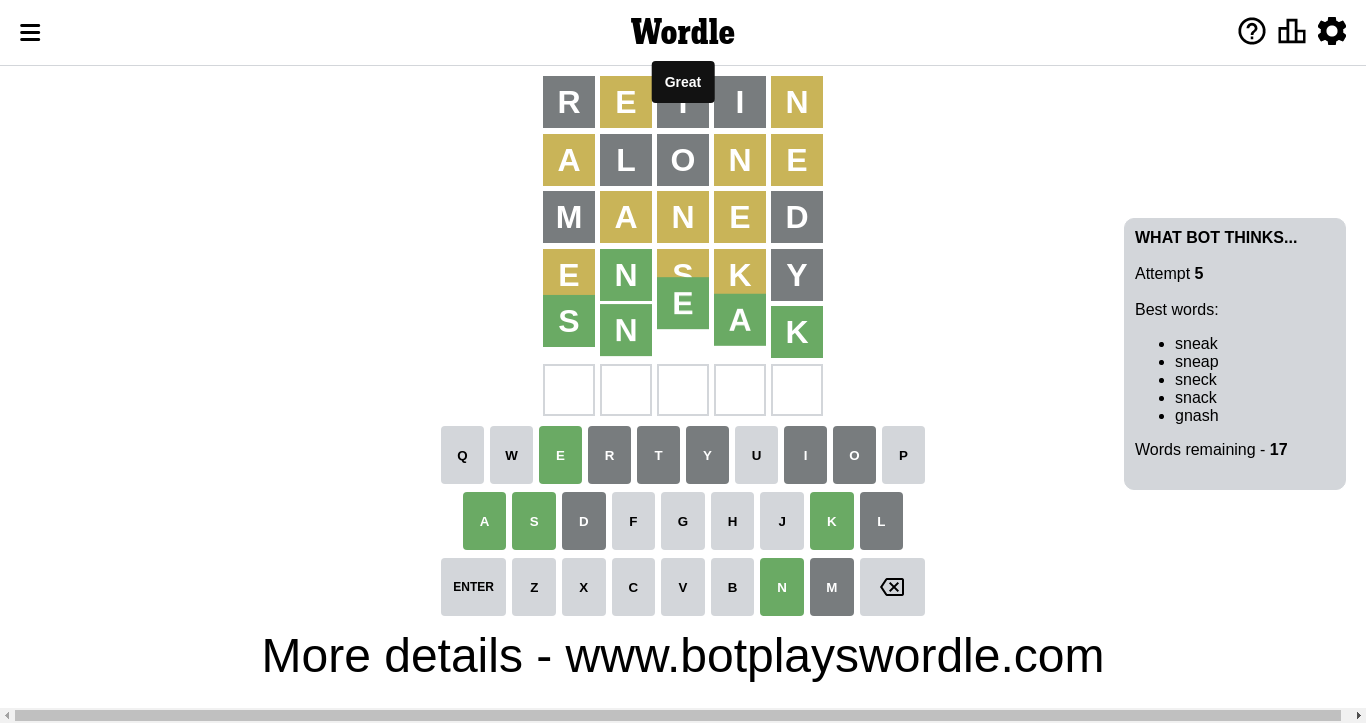 Wordle
Great
R E I N
A L O N E
M A N E D
E N S K Y
S N E A K
WHAT BOT THINKS...
Attempt 5
Best words:
sneak
sneap
sneck
snack
gnash
Words remaining - 17
Q W E R T Y U I O P
A S D F G H J K L
ENTER Z X C V B N M
More details - www.botplayswordle.com